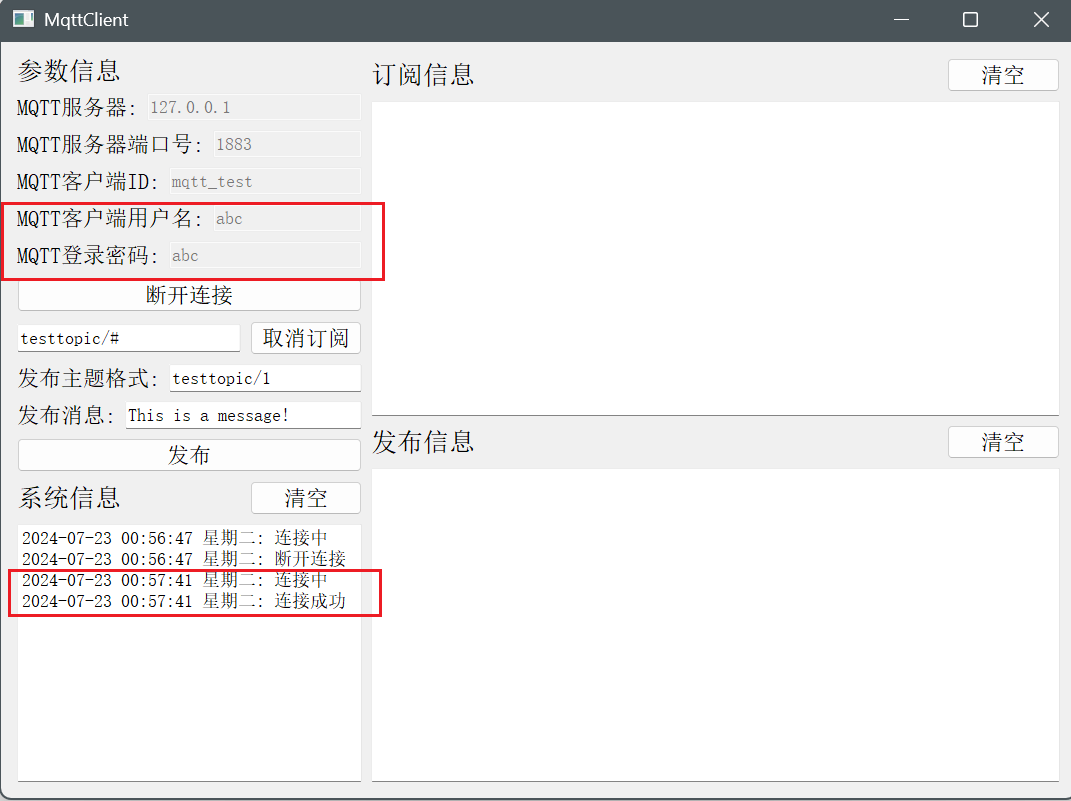 MqttClient
参数信息
MQTT服务器: 127.0.0.1
MQTT服务器端口号: 1883
MQTT客户端ID: mqtt_test
MQTT客户端用户名: abc
MQTT登录密码: abc
断开连接
testtopic/# 取消订阅
发布主题格式: testtopic/1
发布消息: This is a message!
发布
系统信息 清空
2024-07-23 00:56:47 星期二: 连接中
2024-07-23 00:56:47 星期二: 断开连接
2024-07-23 00:57:41 星期二: 连接中
2024-07-23 00:57:41 星期二: 连接成功
订阅信息 清空
发布信息 清空